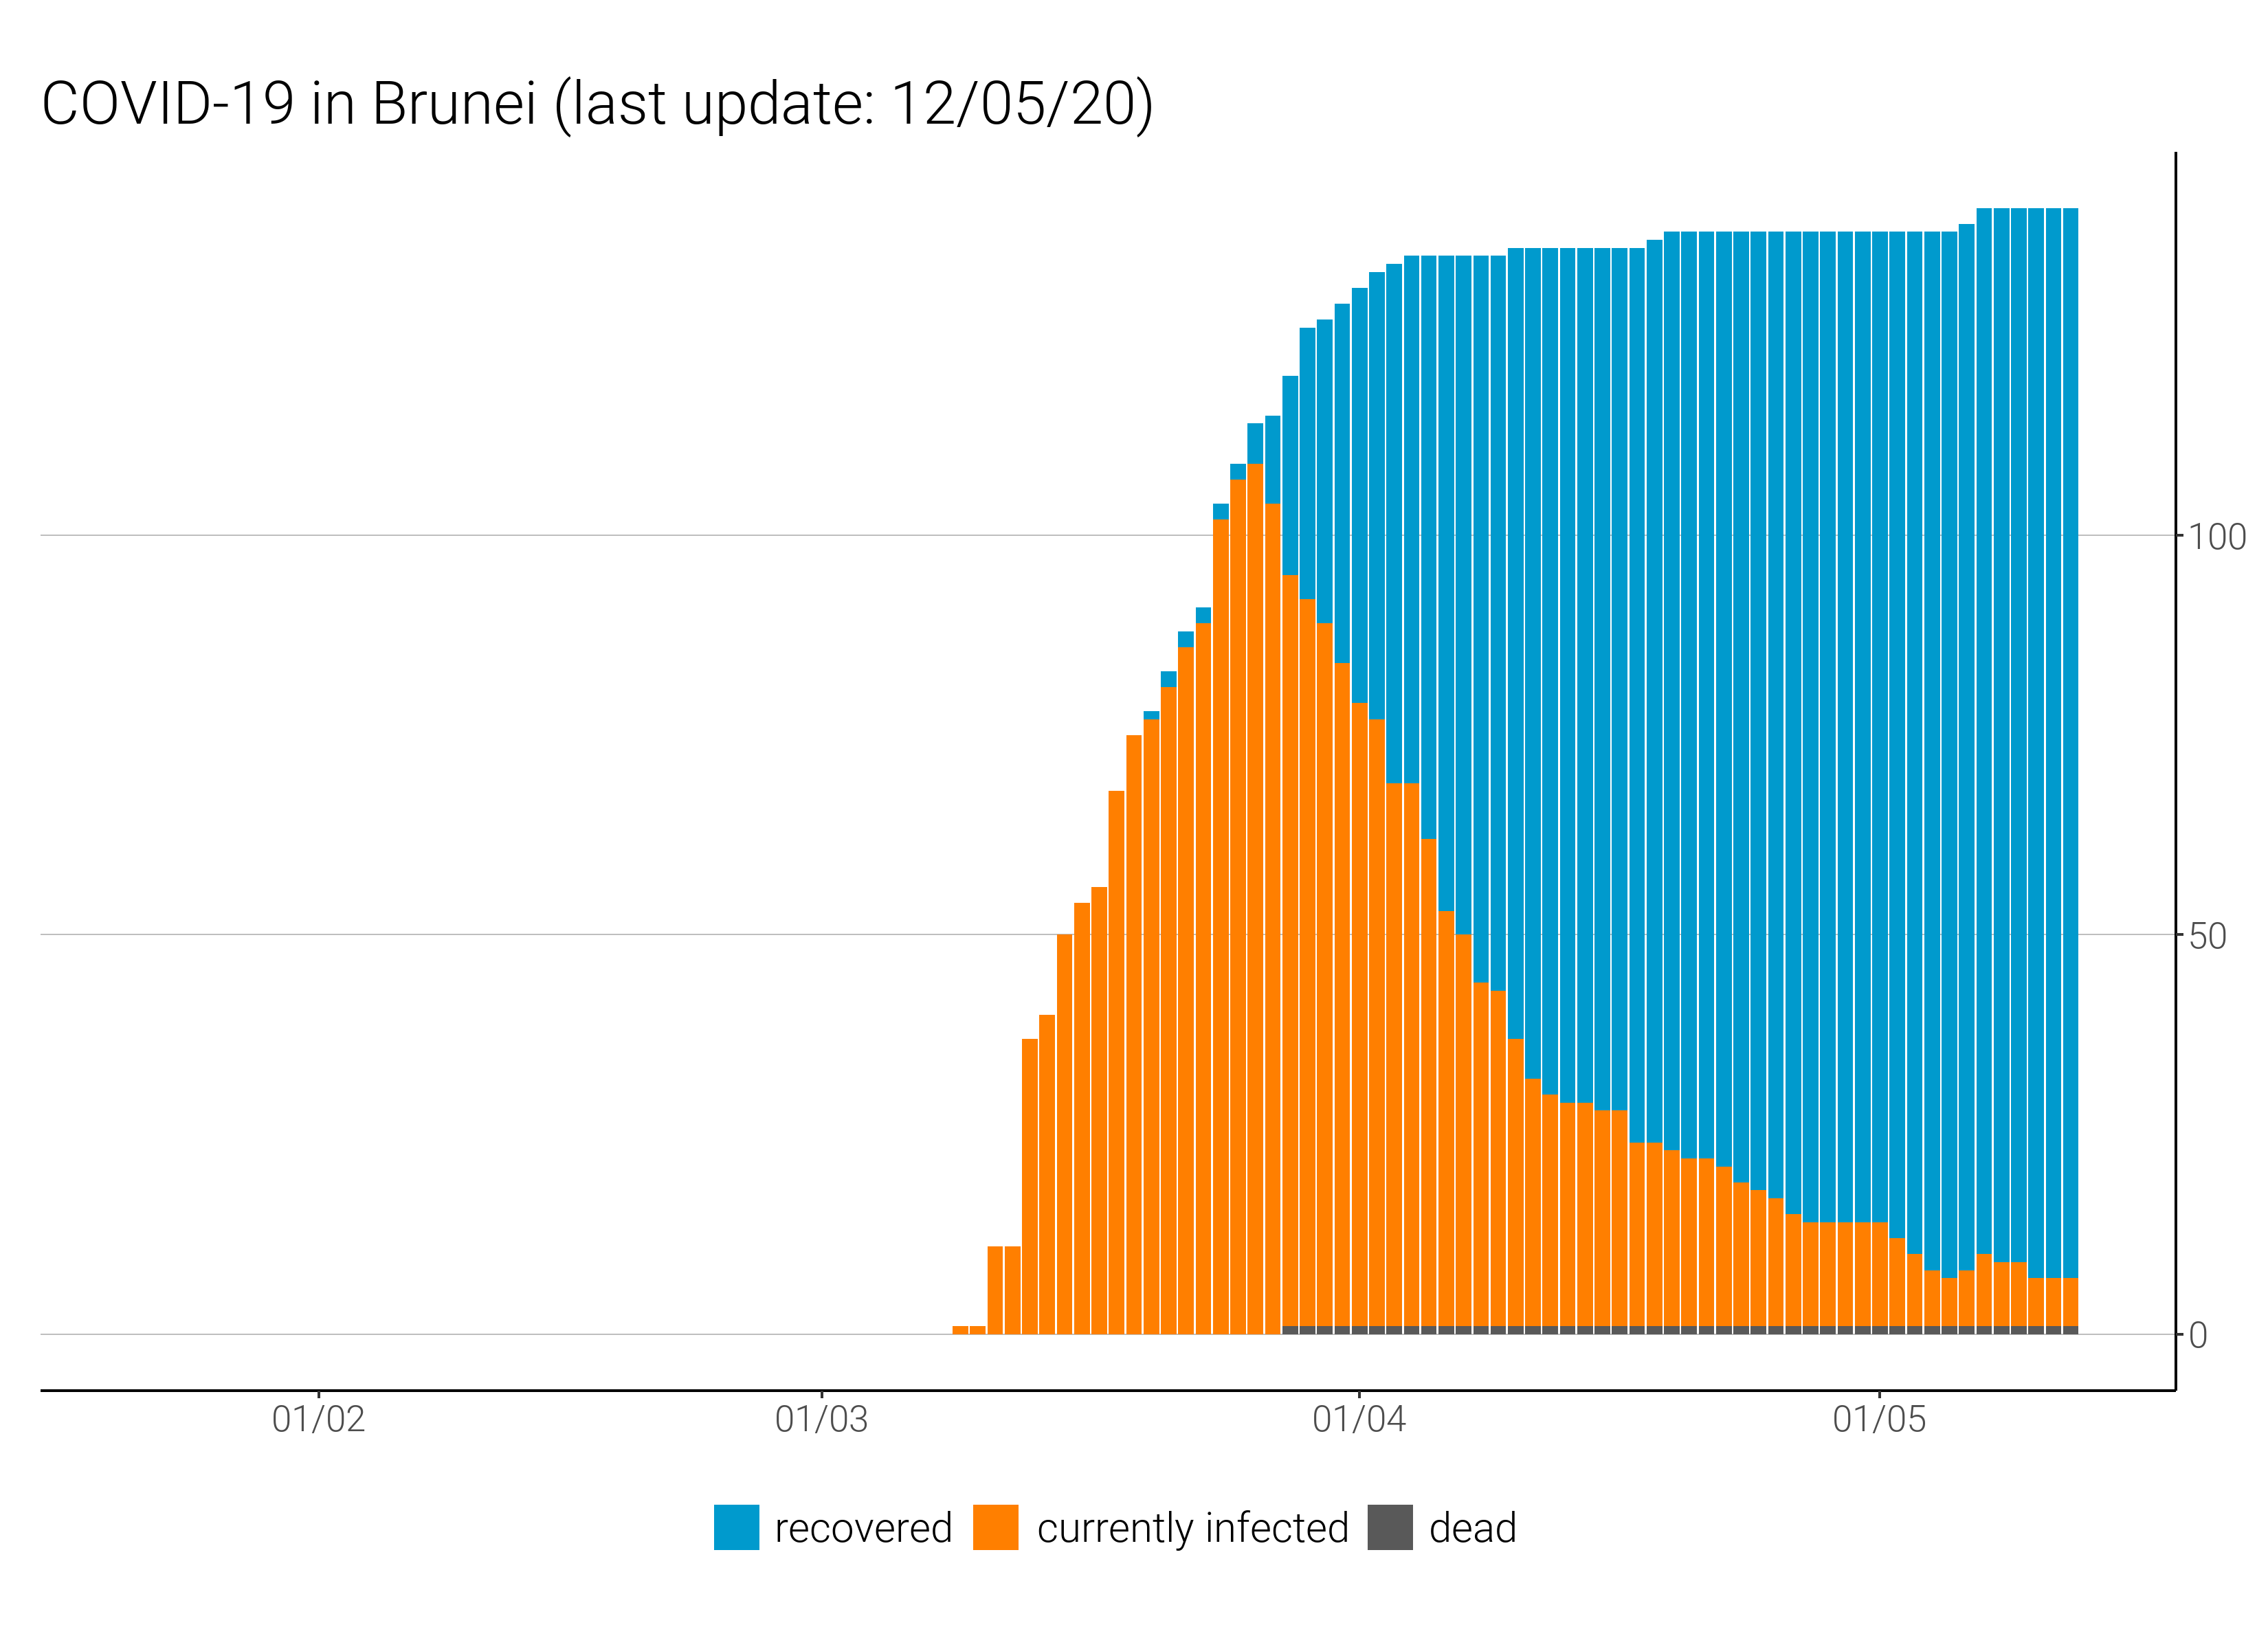 COVID-19 in Brunei (last update: 12/05/20)
100
50
0
01/02 01/03 01/04 01/05
recovered currently infected dead